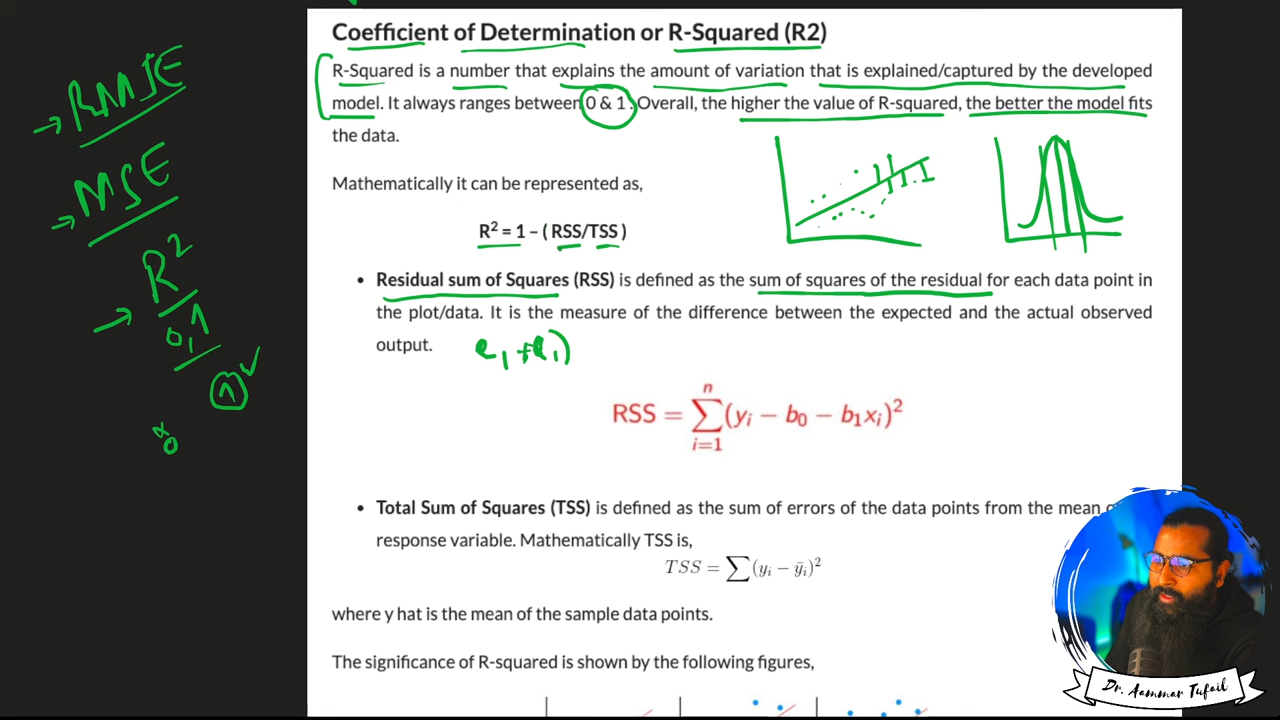 Coefficient of Determination or R-Squared (R2)
R-Squared is a number that explains the amount of variation that is explained/captured by the developed
model. It always ranges between 0 & 1 . Overall, the higher the value of R-squared, the better the model fits
the data.
Mathematically it can be represented as,
R² = 1 – ( RSS/TSS )
• Residual sum of Squares (RSS) is defined as the sum of squares of the residual for each data point in
the plot/data. It is the measure of the difference between the expected and the actual observed
output.
RSS = ∑ⁿᵢ₌₁ (yᵢ − b₀ − b₁xᵢ)²
• Total Sum of Squares (TSS) is defined as the sum of errors of the data points from the mean
response variable. Mathematically TSS is,
TSS = ∑ (yᵢ − ȳᵢ)²
where y hat is the mean of the sample data points.
The significance of R-squared is shown by the following figures,
→ RMSE
→ MSE
→ R²
0,1
1
Dr. Aammar Tufail